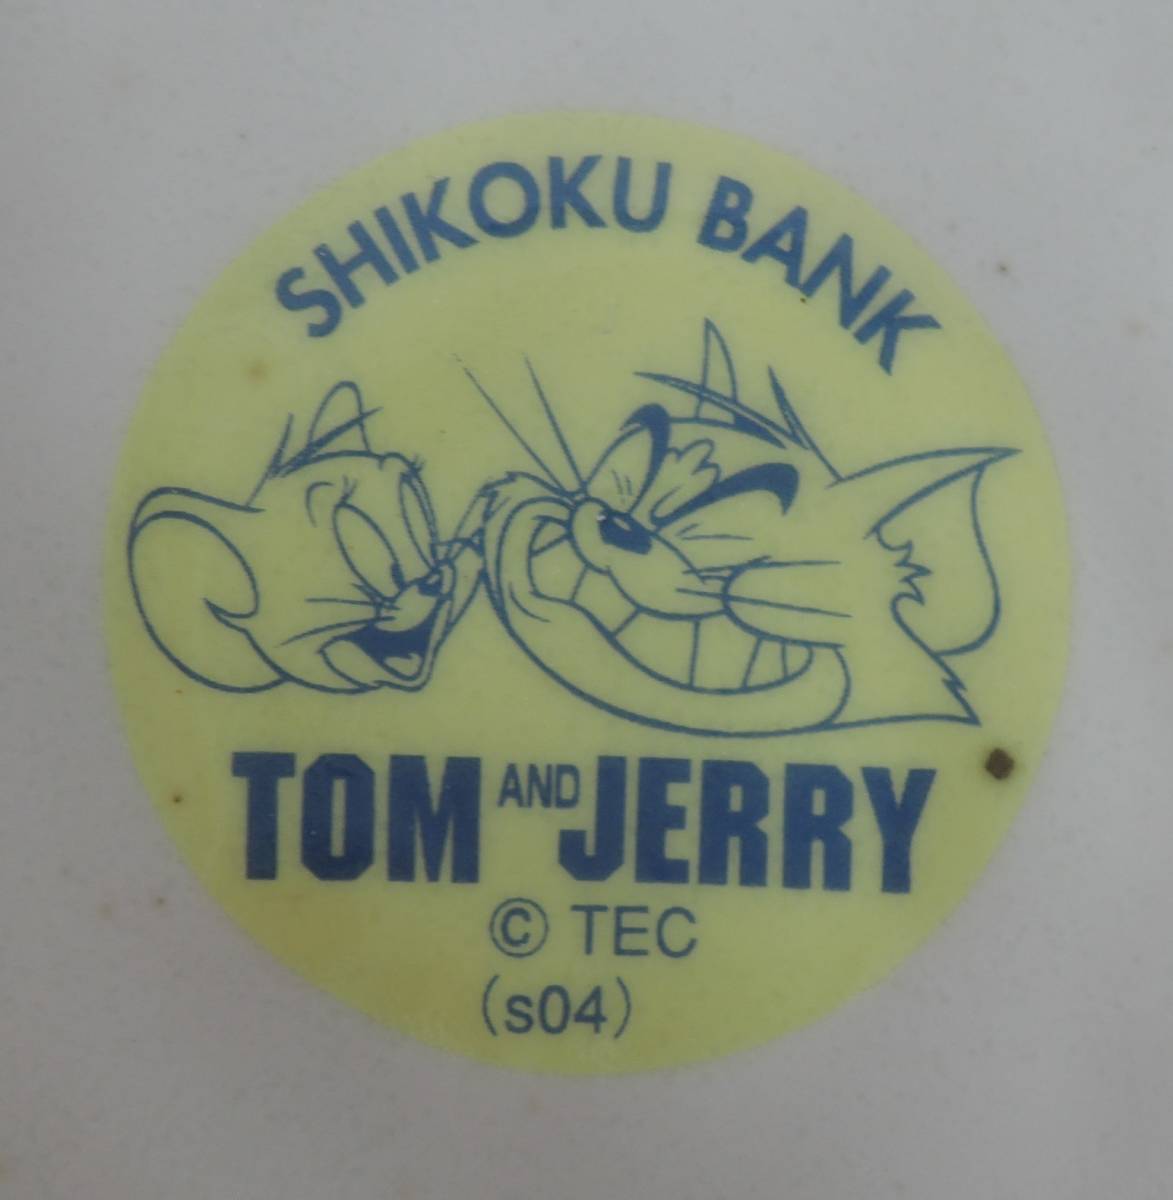 SHIKOKU BANK
TOM AND JERRY
© TEC
(s04)